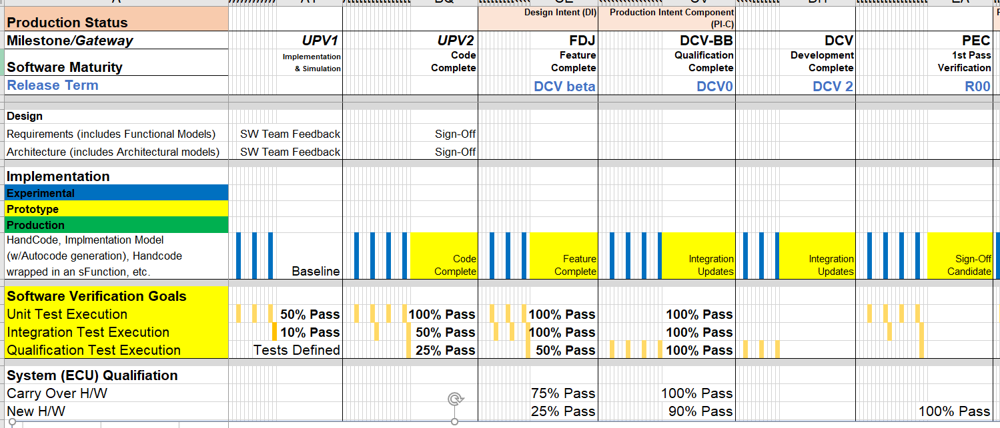 Design Intent (DI) Production Intent Component
Production Status (PI-C)
Milestone/Gateway UPV1 UPV2 FDJ DCV-BB DCV PEC
Implementation Code Feature Qualification Development 1st Pass
Software Maturity & Simulation Complete Complete Complete Complete Verification
Release Term DCV beta DCV0 DCV 2 R00
Design
Requirements (includes Functional Models) SW Team Feedback Sign-Off
Architecture (includes Architectural models) SW Team Feedback Sign-Off
Implementation
Experimental
Prototype
Production
HandCode, Implmentation Model
(w/Autocode generation), Handcode Code Feature Integration Integration Sign-Off
wrapped in an sFunction, etc. Baseline Complete Complete Updates Updates Candidate
Software Verification Goals
Unit Test Execution 50% Pass 100% Pass 100% Pass 100% Pass
Integration Test Execution 10% Pass 50% Pass 100% Pass 100% Pass
Qualification Test Execution Tests Defined 25% Pass 50% Pass 100% Pass
System (ECU) Qualifiation
Carry Over H/W 75% Pass 100% Pass
New H/W 25% Pass 90% Pass 100% Pass